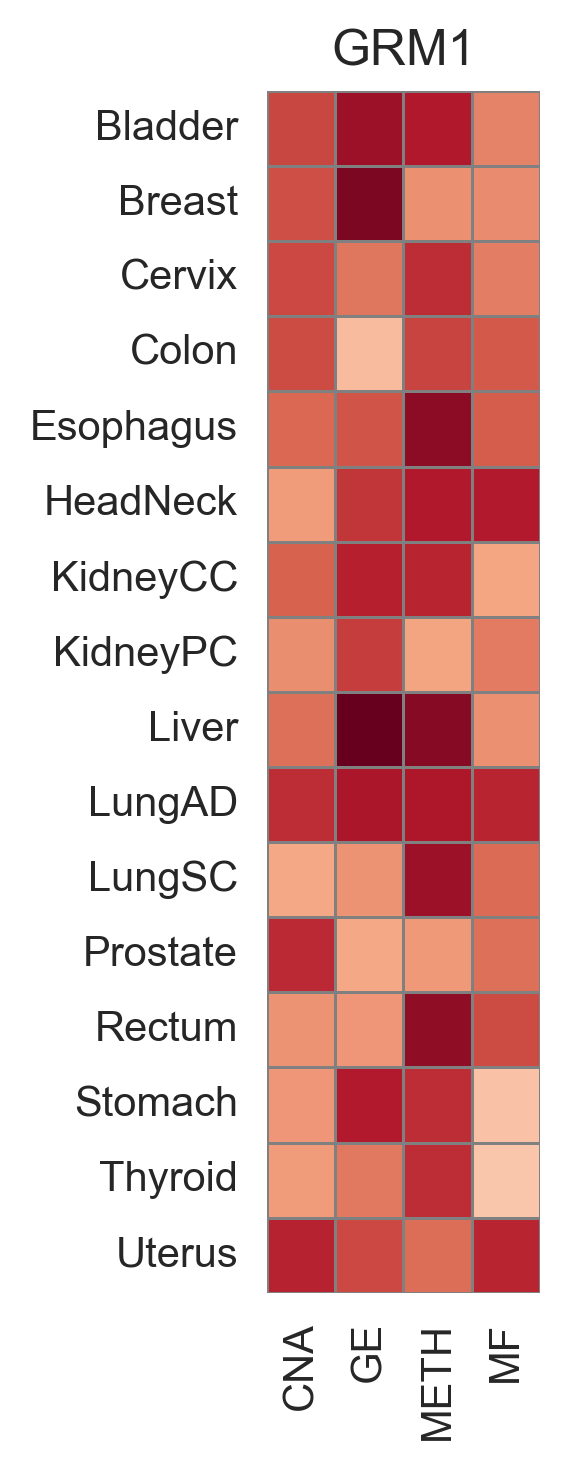 GRM1
Bladder
Breast
Cervix
Colon
Esophagus
HeadNeck
KidneyCC
KidneyPC
Liver
LungAD
LungSC
Prostate
Rectum
Stomach
Thyroid
Uterus
CNA
GE
METH
MF